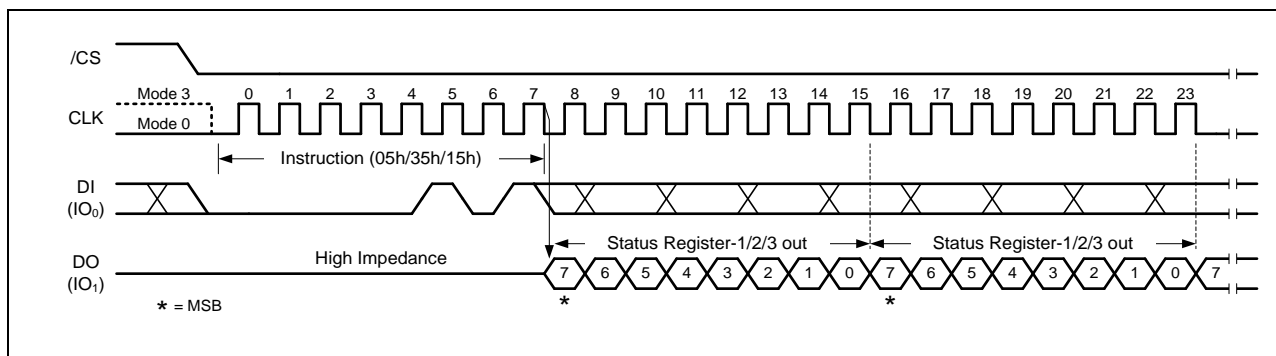 /CS
Mode 3
0 1 2 3 4 5 6 7 8 9 10 11 12 13 14 15 16 17 18 19 20 21 22 23
CLK
Mode 0
Instruction (05h/35h/15h)
DI
(IO0)
Status Register-1/2/3 out Status Register-1/2/3 out
High Impedance
DO
(IO1)
7 6 5 4 3 2 1 0 7 6 5 4 3 2 1 0 7
* *
* = MSB